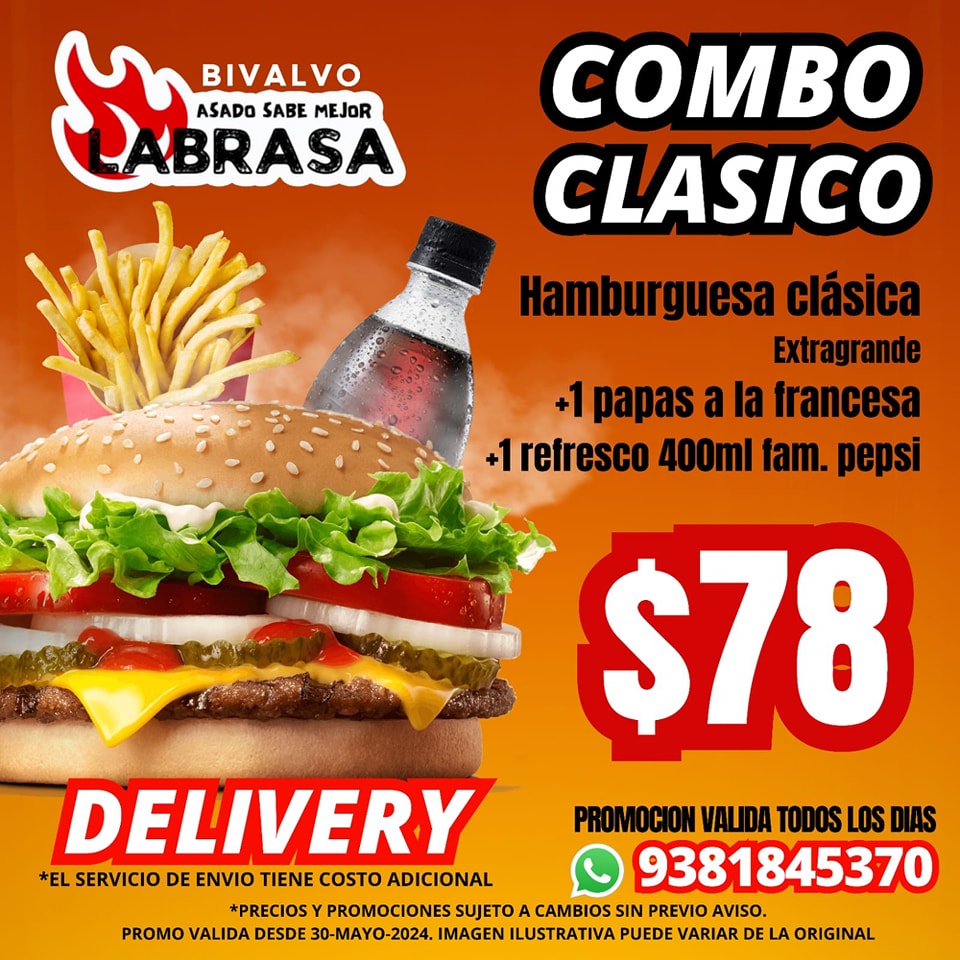 BIVALVO
ASADO SABE MEJOR
LABRASA
COMBO
CLASICO
Hamburguesa clásica
Extragrande
+1 papas a la francesa
+1 refresco 400ml fam. pepsi
$78
DELIVERY
*EL SERVICIO DE ENVIO TIENE COSTO ADICIONAL
PROMOCION VALIDA TODOS LOS DIAS
9381845370
*PRECIOS Y PROMOCIONES SUJETO A CAMBIOS SIN PREVIO AVISO.
PROMO VALIDA DESDE 30-MAYO-2024. IMAGEN ILUSTRATIVA PUEDE VARIAR DE LA ORIGINAL